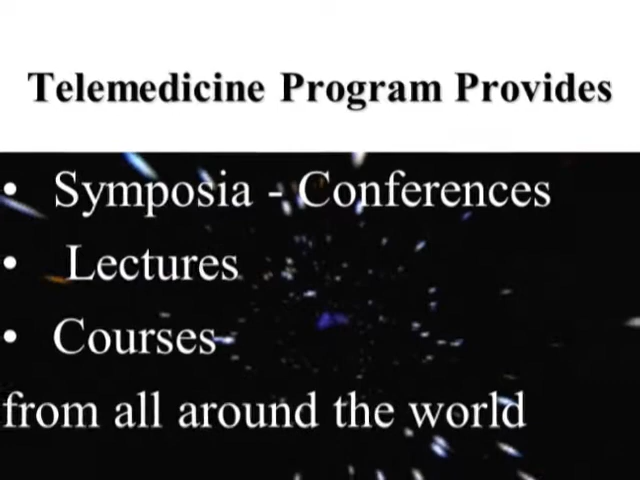 Telemedicine Program Provides
• Symposia - Conferences
• Lectures
• Courses
from all around the world